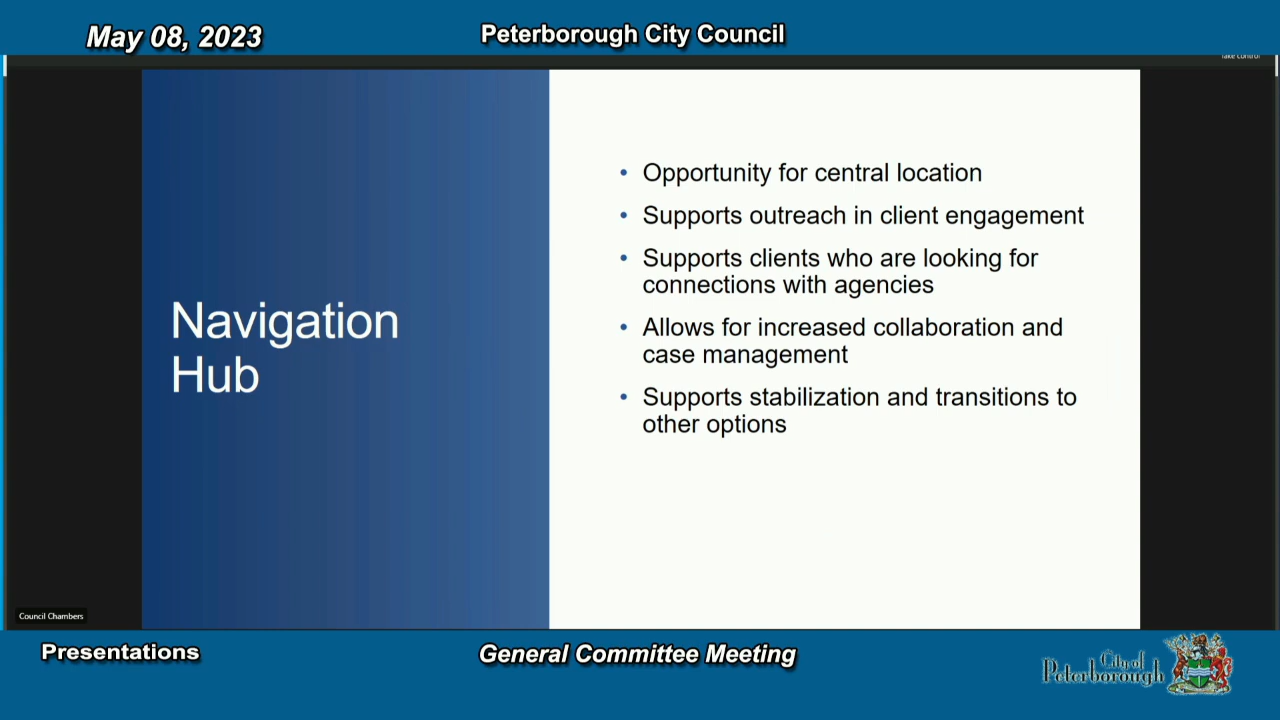 May 08, 2023
Peterborough City Council
Take Control
Navigation
Hub
• Opportunity for central location
• Supports outreach in client engagement
• Supports clients who are looking for
connections with agencies
• Allows for increased collaboration and
case management
• Supports stabilization and transitions to
other options
Council Chambers
Presentations
General Committee Meeting
City of
Peterborough